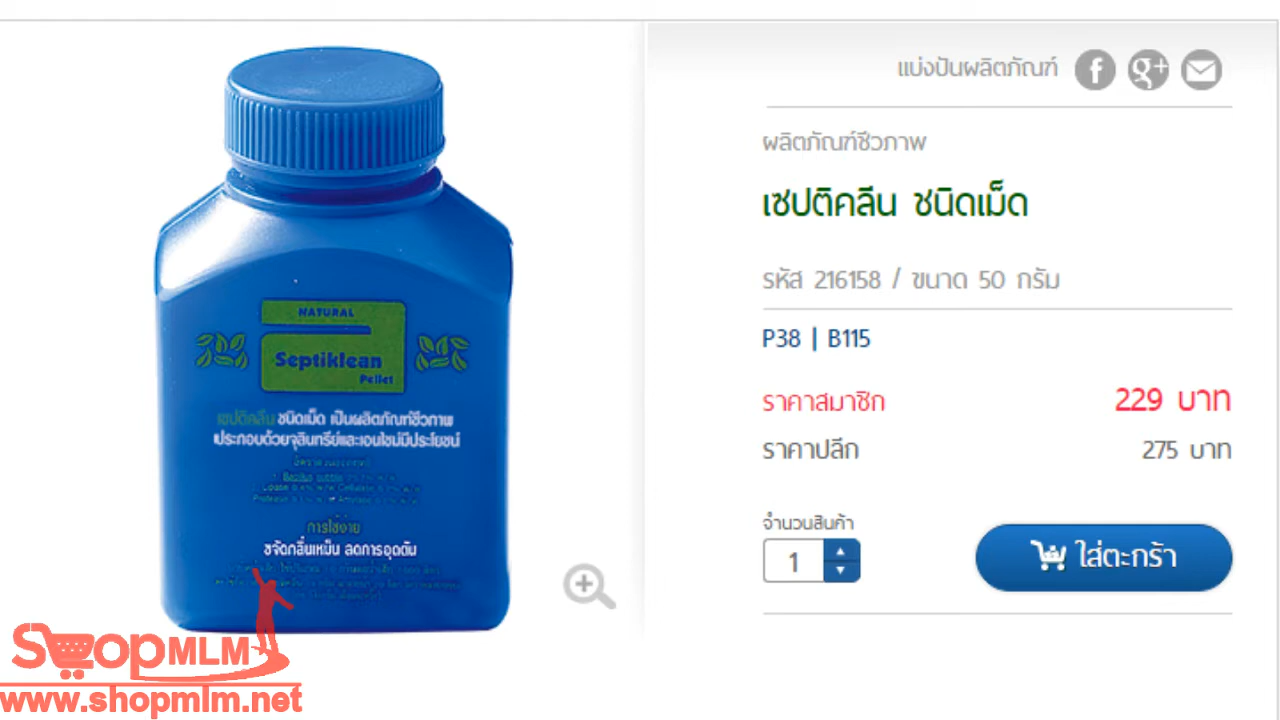 แบ่งปันผลิตภัณฑ์
ผลิตภัณฑ์ชีวภาพ
เซปติคลีน ชนิดเม็ด
รหัส 216158 / ขนาด 50 กรัม
P38 | B115
ราคาสมาชิก 229 บาท
ราคาปลีก 275 บาท
จำนวนสินค้า
1
ใส่ตะกร้า
NATURAL
Septiklean
Pellet
เซปติคลีน ชนิดเม็ด เป็นผลิตภัณฑ์ชีวภาพ
ประกอบด้วยจุลินทรีย์และเอนไซม์มีประโยชน์
การใช้ง่าย
ขจัดกลิ่นเหม็น ลดการอุดตัน
ShopMLM
www.shopmlm.net